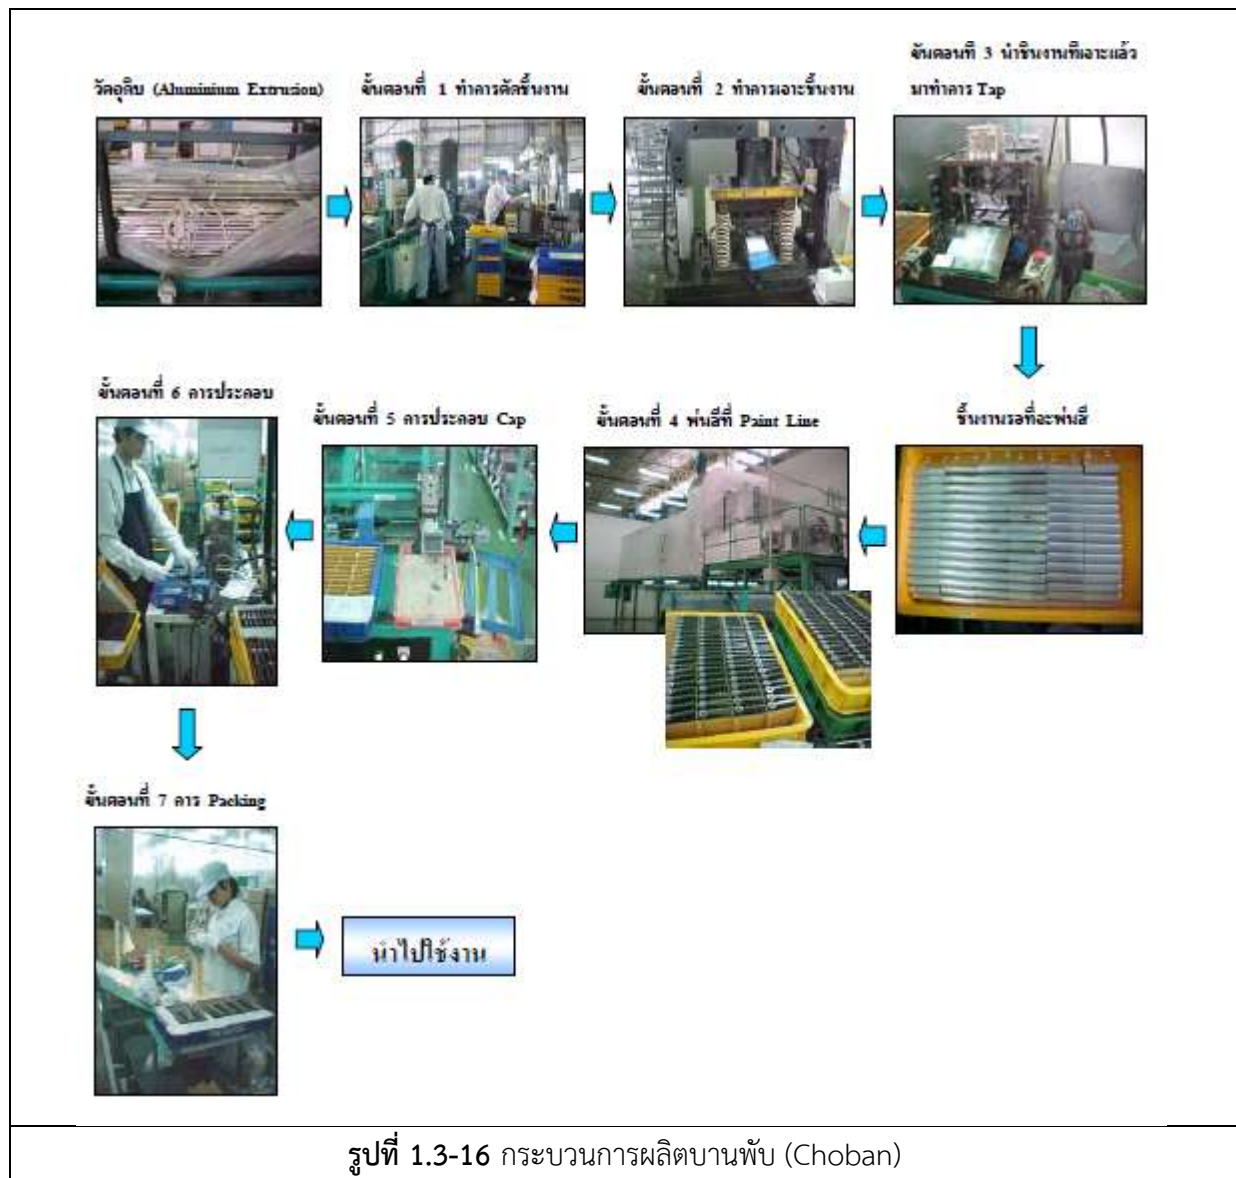 วัตถุดิบ (Aluminium Extrusion)
ขั้นตอนที่ 1 ทำการตัดชิ้นงาน
ขั้นตอนที่ 2 ทำการเจาะชิ้นงาน
ขั้นตอนที่ 3 นำชิ้นงานที่เจาะแล้ว
มาทำการ Tap
ชิ้นงานรอที่จะพ่นสี
ขั้นตอนที่ 4 พ่นสีที่ Paint Line
ขั้นตอนที่ 5 การประกอบ Cap
ขั้นตอนที่ 6 การประกอบ
ขั้นตอนที่ 7 การ Packing
นำไปใช้งาน
รูปที่ 1.3-16 กระบวนการผลิตบานพับ (Choban)